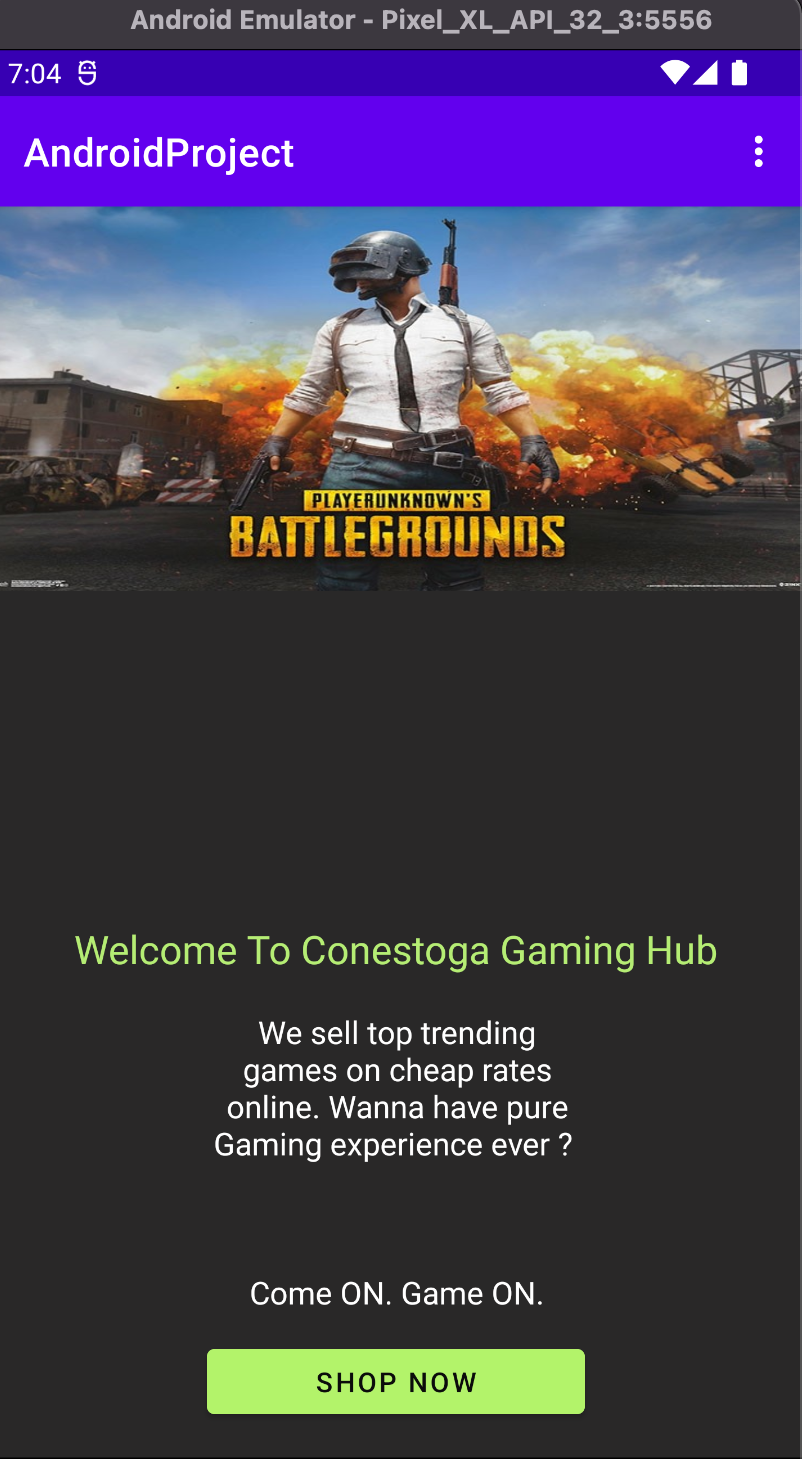 Android Emulator - Pixel_XL_API_32_3:5556
7:04
AndroidProject
PLAYERUNKNOWN'S
BATTLEGROUNDS
Welcome To Conestoga Gaming Hub
We sell top trending
games on cheap rates
online. Wanna have pure
Gaming experience ever ?
Come ON. Game ON.
SHOP NOW